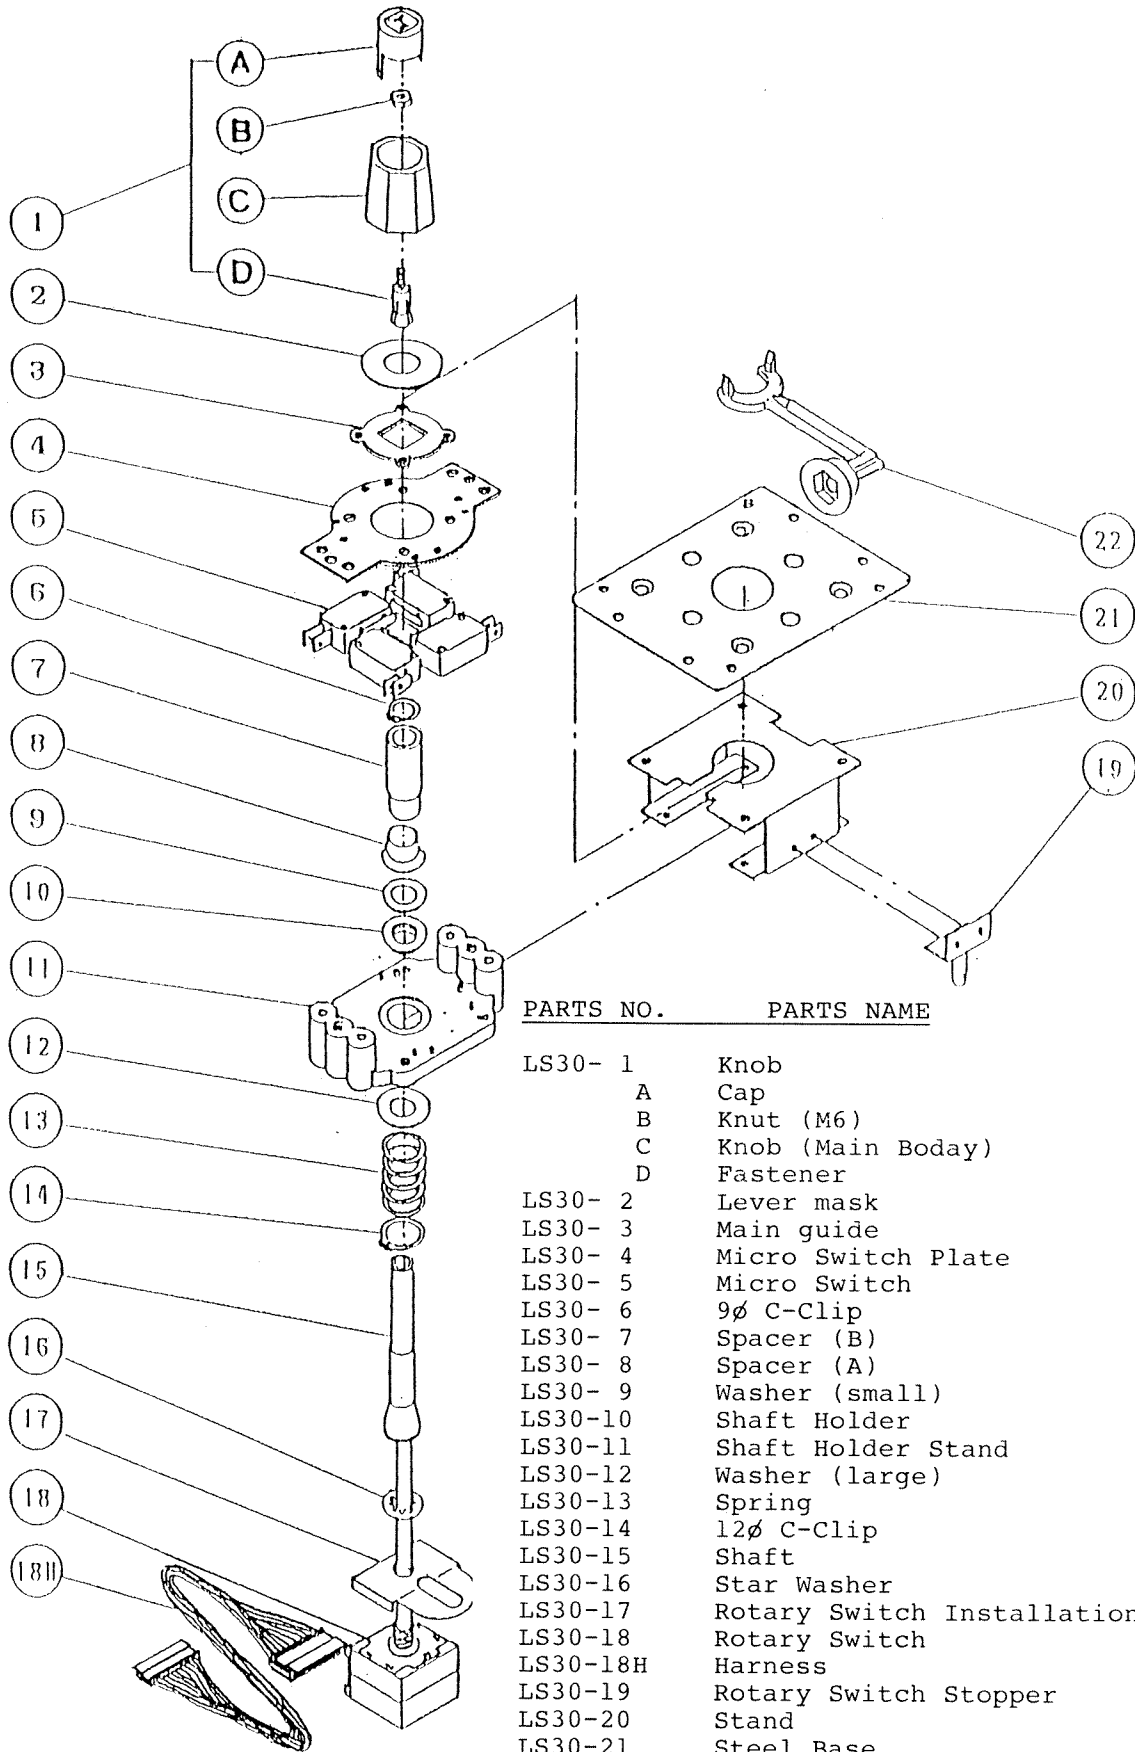 A
B
C
D
1
2
3
4
5
6
7
8
9
10
11
12
13
14
15
16
17
18
18H
B
22
21
20
19
PARTS NO. PARTS NAME
LS30- 1 Knob
A Cap
B Knut (M6)
C Knob (Main Boday)
D Fastener
LS30- 2 Lever mask
LS30- 3 Main guide
LS30- 4 Micro Switch Plate
LS30- 5 Micro Switch
LS30- 6 9ø C-Clip
LS30- 7 Spacer (B)
LS30- 8 Spacer (A)
LS30- 9 Washer (small)
LS30-10 Shaft Holder
LS30-11 Shaft Holder Stand
LS30-12 Washer (large)
LS30-13 Spring
LS30-14 12ø C-Clip
LS30-15 Shaft
LS30-16 Star Washer
LS30-17 Rotary Switch Installation
LS30-18 Rotary Switch
LS30-18H Harness
LS30-19 Rotary Switch Stopper
LS30-20 Stand
LS30-21 Steel Base